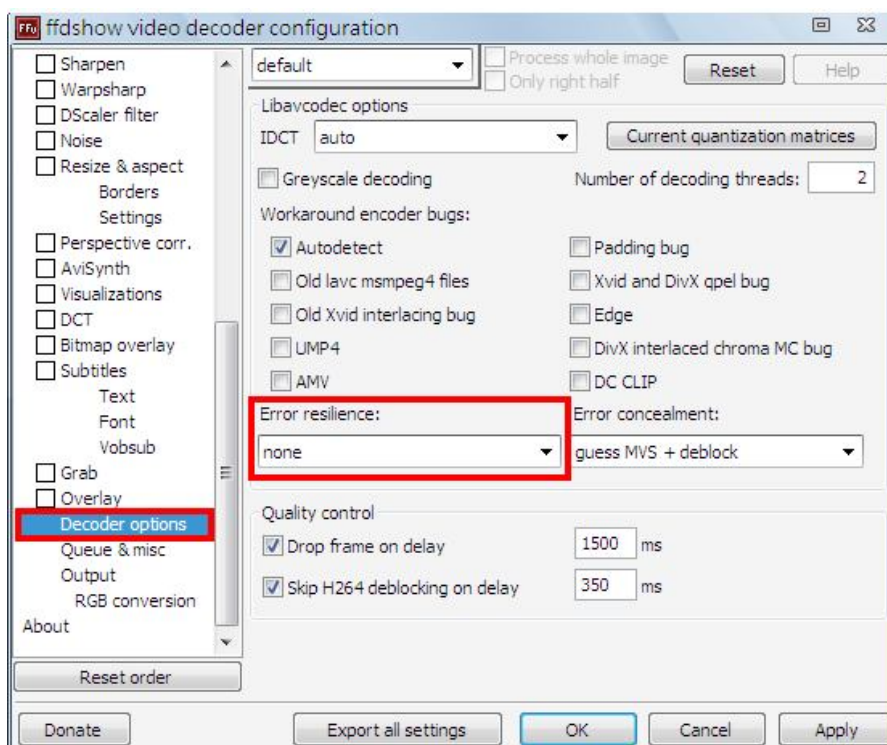 ffdshow video decoder configuration
Sharpen
Warpsharp
DScaler filter
Noise
Resize & aspect
Borders
Settings
Perspective corr.
AviSynth
Visualizations
DCT
Bitmap overlay
Subtitles
Text
Font
Vobsub
Grab
Overlay
Decoder options
Queue & misc
Output
RGB conversion
About
Reset order
default
Process whole image
Only right half
Reset
Help
Libavcodec options
IDCT auto
Current quantization matrices
Greyscale decoding
Number of decoding threads: 2
Workaround encoder bugs:
Autodetect
Padding bug
Old lavc msmpeg4 files
Xvid and DivX qpel bug
Old Xvid interlacing bug
Edge
UMP4
DivX interlaced chroma MC bug
AMV
DC CLIP
Error resilience:
Error concealment:
none
guess MVS + deblock
Quality control
Drop frame on delay 1500 ms
Skip H264 deblocking on delay 350 ms
Donate
Export all settings
OK
Cancel
Apply